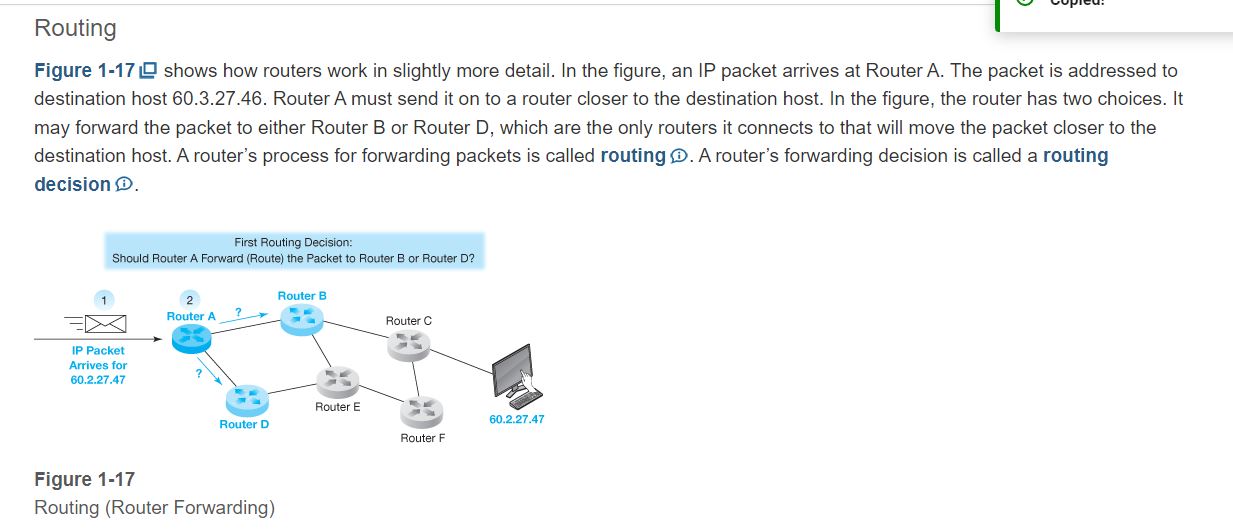 Copied!
Routing
Figure 1-17 shows how routers work in slightly more detail. In the figure, an IP packet arrives at Router A. The packet is addressed to
destination host 60.3.27.46. Router A must send it on to a router closer to the destination host. In the figure, the router has two choices. It
may forward the packet to either Router B or Router D, which are the only routers it connects to that will move the packet closer to the
destination host. A router’s process for forwarding packets is called routing. A router’s forwarding decision is called a routing
decision.
First Routing Decision:
Should Router A Forward (Route) the Packet to Router B or Router D?
1
2
Router A
?
Router B
Router C
IP Packet
Arrives for
60.2.27.47
?
Router D
Router E
Router F
60.2.27.47
Figure 1-17
Routing (Router Forwarding)